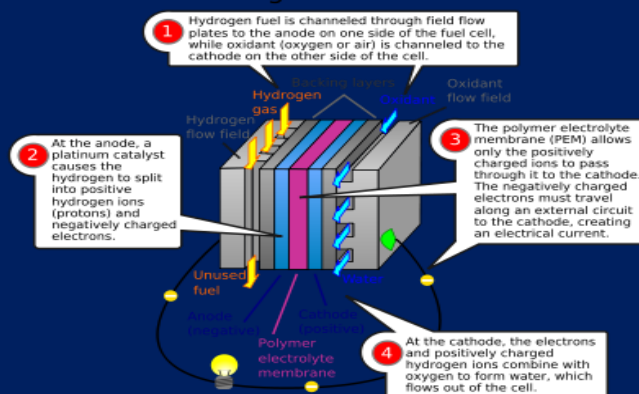 1
Hydrogen fuel is channeled through field flow
plates to the anode on one side of the fuel cell,
while oxidant (oxygen or air) is channeled to the
cathode on the other side of the cell.
Backing layers
Hydrogen
gas
Oxidant
Oxidant
flow field
Hydrogen
flow field
2
At the anode, a
platinum catalyst
causes the
hydrogen to split
into positive
hydrogen ions
(protons) and
negatively charged
electrons.
3
The polymer electrolyte
membrane (PEM) allows
only the positively
charged ions to pass
through it to the cathode.
The negatively charged
electrons must travel
along an external circuit
to the cathode, creating
an electrical current.
Unused
fuel
Water
Anode
(negative)
Cathode
(positive)
Polymer
electrolyte
membrane
4
At the cathode, the electrons
and positively charged
hydrogen ions combine with
oxygen to form water, which
flows out of the cell.